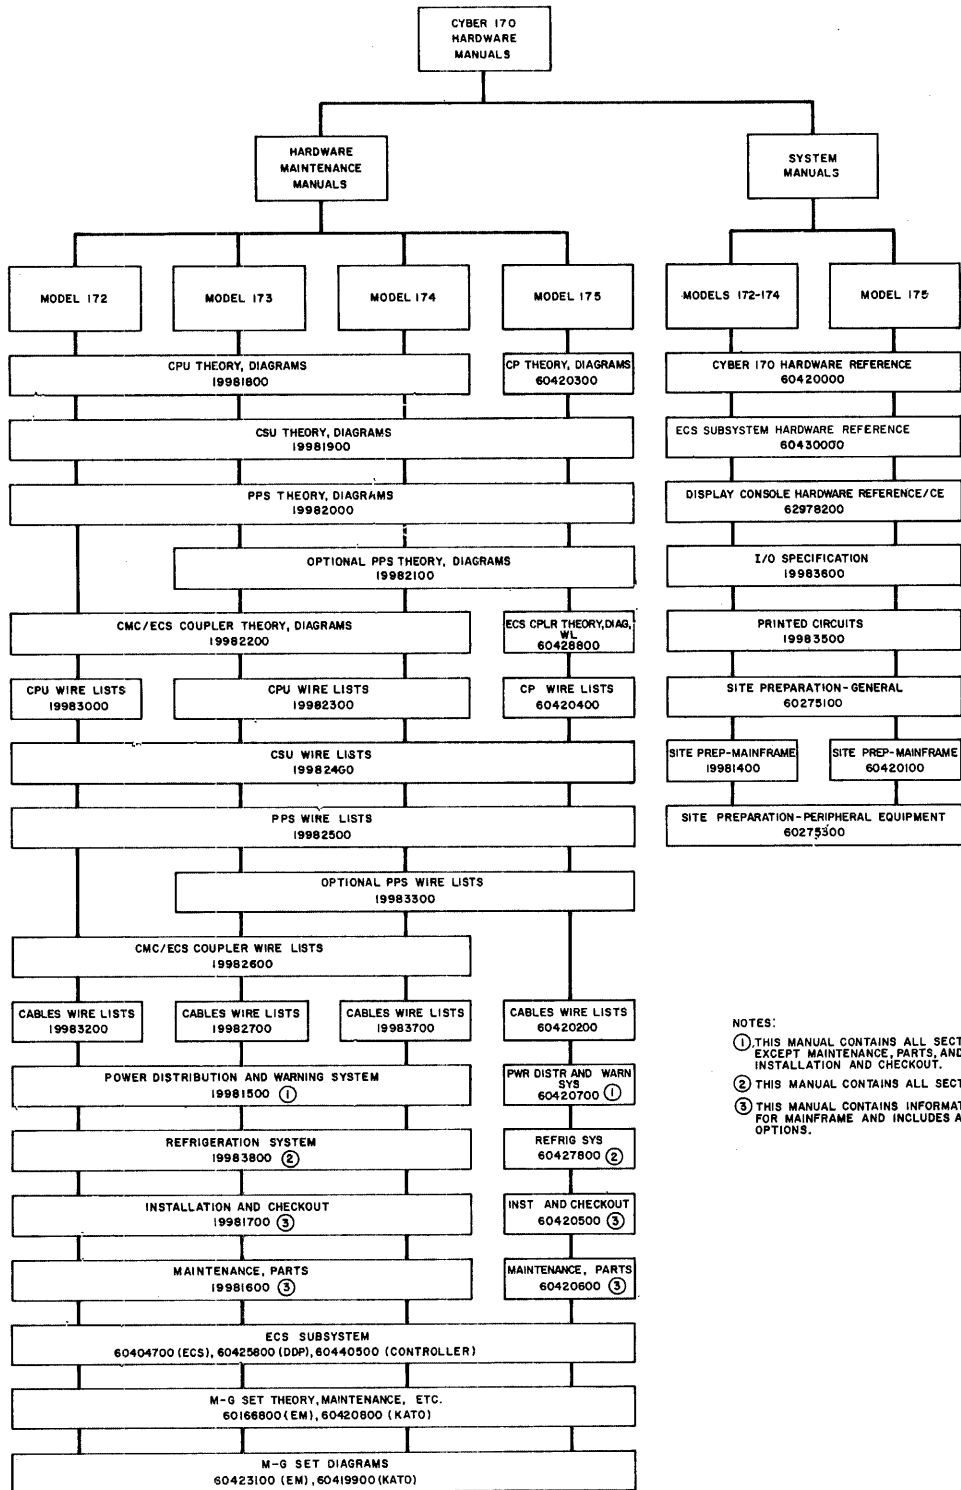 CYBER 170
HARDWARE
MANUALS
HARDWARE
MAINTENANCE
MANUALS
SYSTEM
MANUALS
MODEL 172
MODEL 173
MODEL 174
MODEL 175
MODELS 172-174
MODEL 175
CPU THEORY, DIAGRAMS
19981800
CP THEORY, DIAGRAMS
60420300
CYBER 170 HARDWARE REFERENCE
60420000
CSU THEORY, DIAGRAMS
19981900
ECS SUBSYSTEM HARDWARE REFERENCE
60430000
PPS THEORY, DIAGRAMS
19982000
DISPLAY CONSOLE HARDWARE REFERENCE/CE
62978200
OPTIONAL PPS THEORY, DIAGRAMS
19982100
I/O SPECIFICATION
19983600
CMC/ECS COUPLER THEORY, DIAGRAMS
19982200
ECS CPLR THEORY, DIAG,
WL
60428800
PRINTED CIRCUITS
19983500
CPU WIRE LISTS
19983000
CPU WIRE LISTS
19982300
CP WIRE LISTS
60420400
SITE PREPARATION-GENERAL
60275100
CSU WIRE LISTS
19982400
SITE PREP-MAINFRAME
19981400
SITE PREP-MAINFRAME
60420100
PPS WIRE LISTS
19982500
SITE PREPARATION-PERIPHERAL EQUIPMENT
60275300
OPTIONAL PPS WIRE LISTS
19983300
CMC/ECS COUPLER WIRE LISTS
19982600
CABLES WIRE LISTS
19983200
CABLES WIRE LISTS
19982700
CABLES WIRE LISTS
19983700
CABLES WIRE LISTS
60420200
POWER DISTRIBUTION AND WARNING SYSTEM
19981500 ①
PWR DISTR AND WARN
SYS
60420700 ①
REFRIGERATION SYSTEM
19983800 ②
REFRIG SYS
60427800 ②
INSTALLATION AND CHECKOUT
19981700 ③
INST AND CHECKOUT
60420500 ③
MAINTENANCE, PARTS
19981600 ③
MAINTENANCE, PARTS
60420600 ③
ECS SUBSYSTEM
60404700 (ECS), 60425800 (DDP), 60440500 (CONTROLLER)
M-G SET THEORY, MAINTENANCE, ETC.
60166800 (EM), 60420800 (KATO)
M-G SET DIAGRAMS
60423100 (EM), 60419900 (KATO)
NOTES:
① THIS MANUAL CONTAINS ALL SECT
EXCEPT MAINTENANCE, PARTS, AND
INSTALLATION AND CHECKOUT.
② THIS MANUAL CONTAINS ALL SECT
③ THIS MANUAL CONTAINS INFORMAT
FOR MAINFRAME AND INCLUDES A
OPTIONS.